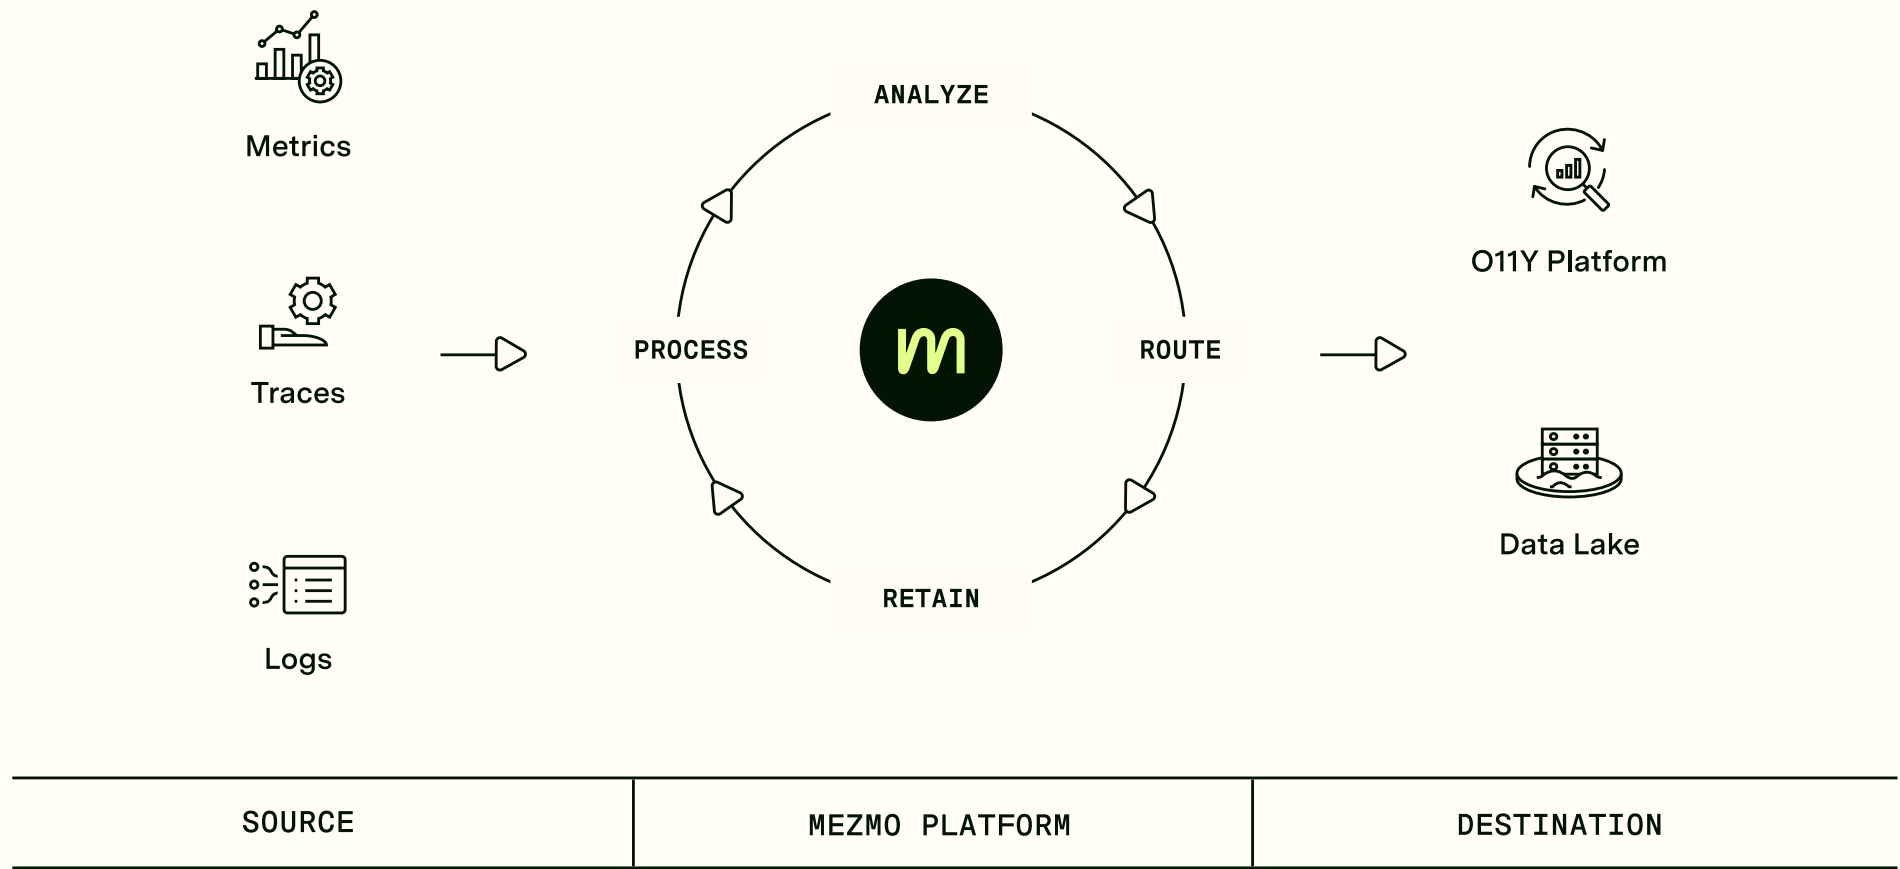 Metrics
Traces
Logs
ANALYZE
PROCESS
m
ROUTE
RETAIN
O11Y Platform
Data Lake
SOURCE
MEZMO PLATFORM
DESTINATION